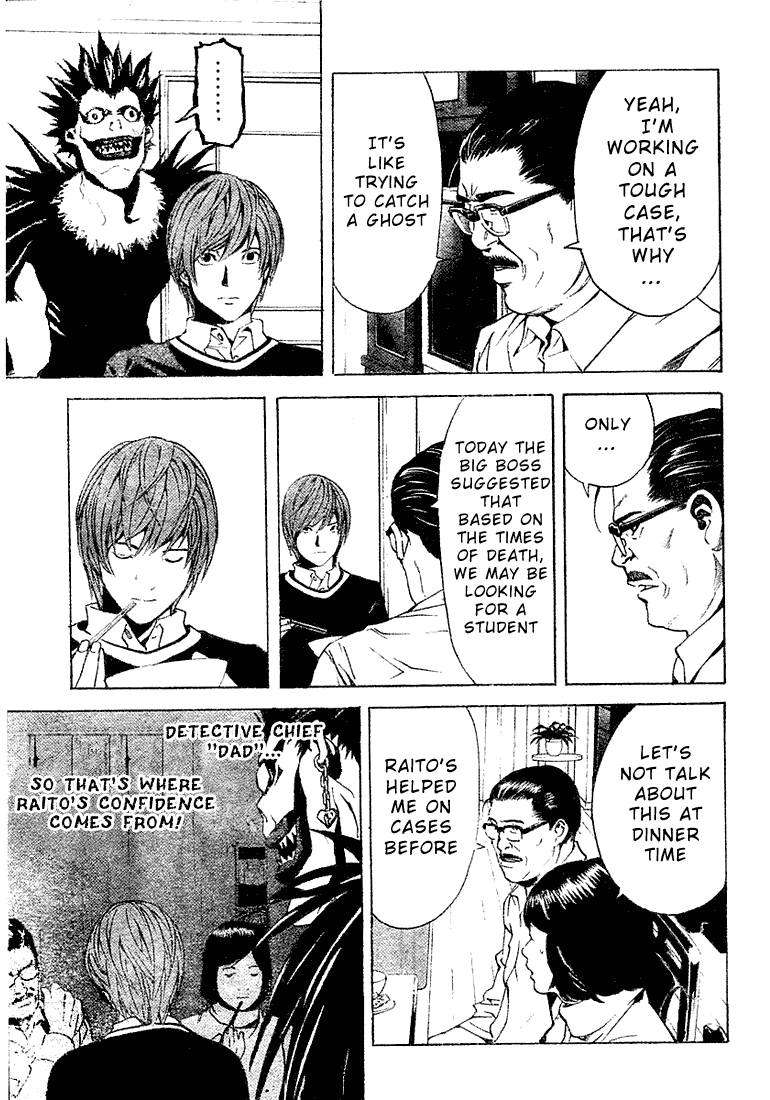 YEAH,
I'M
WORKING
ON A
TOUGH
CASE,
THAT'S
WHY
...
IT'S
LIKE
TRYING
TO CATCH
A GHOST
......
ONLY
...
TODAY THE
BIG BOSS
SUGGESTED
THAT
BASED ON
THE TIMES
OF DEATH,
WE MAY BE
LOOKING
FOR A
STUDENT
LET'S
NOT TALK
ABOUT
THIS AT
DINNER
TIME
RAITO'S
HELPED
ME ON
CASES
BEFORE
DETECTIVE CHIEF
"DAD"...
SO THAT'S WHERE
RAITO'S CONFIDENCE
COMES FROM!